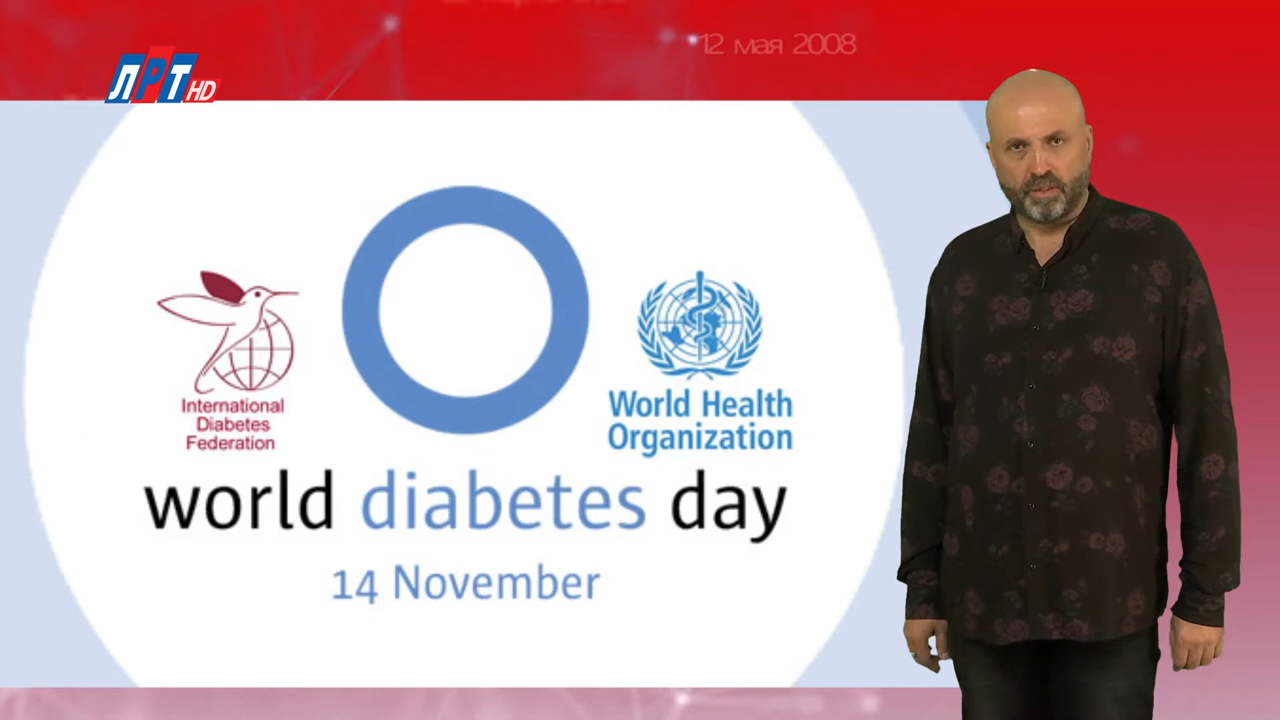 12 мая 2008
ЛРТ HD
International
Diabetes
Federation
World Health
Organization
world diabetes day
14 November